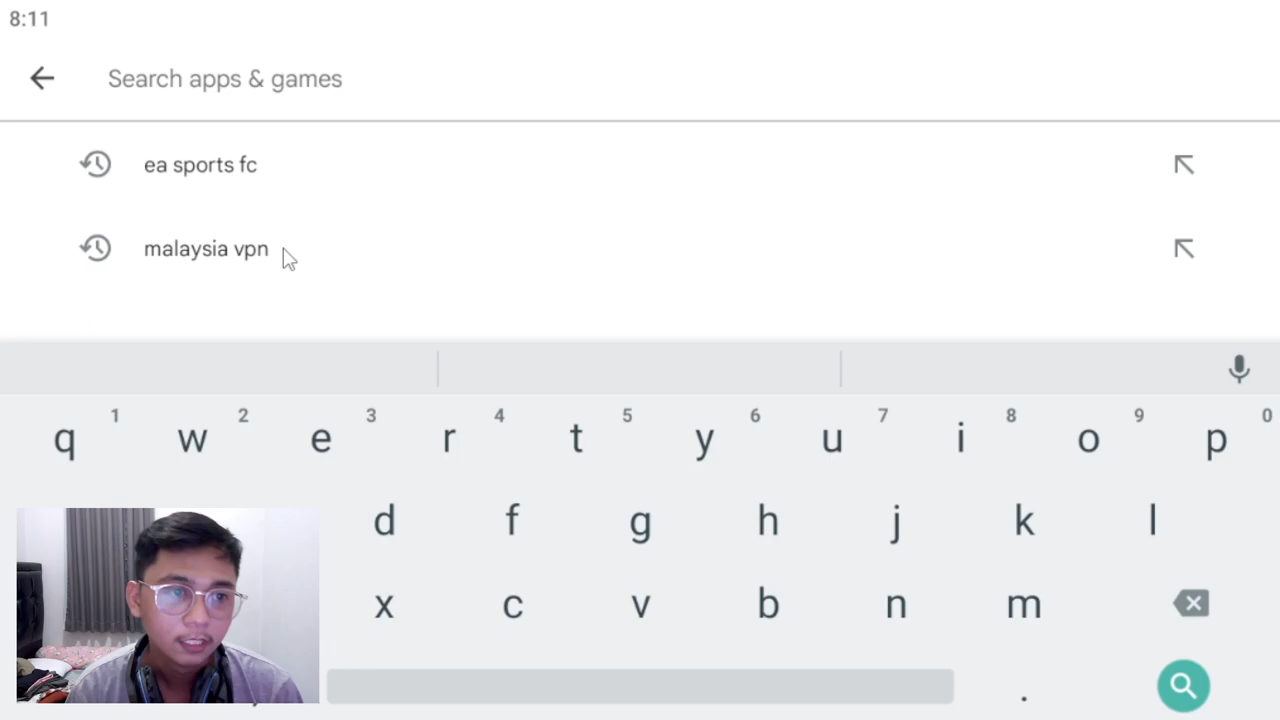 8:11
Search apps & games
ea sports fc
malaysia vpn
1 2 3 4 5 6 7 8 9 0
q w e r t y u i o p
d f g h j k l
x c v b n m
.